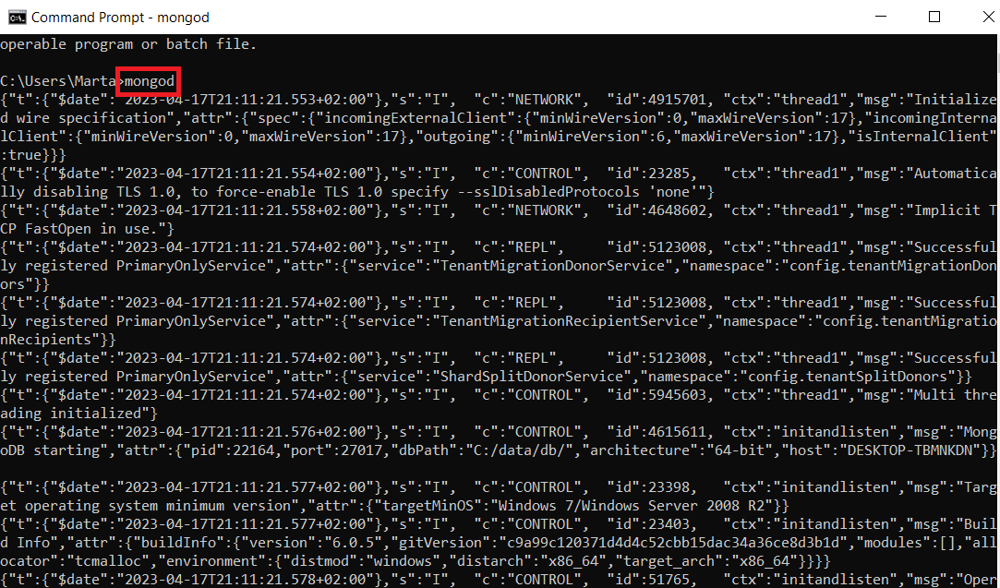 Command Prompt - mongod
operable program or batch file.
C:\Users\Marta>mongod
{"t":{"$date":"2023-04-17T21:11:21.553+02:00"},"s":"I",  "c":"NETWORK",  "id":4915701, "ctx":"thread1","msg":"Initialize
d wire specification","attr":{"spec":{"incomingExternalClient":{"minWireVersion":0,"maxWireVersion":17},"incomingInterna
lClient":{"minWireVersion":0,"maxWireVersion":17},"outgoing":{"minWireVersion":6,"maxWireVersion":17},"isInternalClient"
:true}}}
{"t":{"$date":"2023-04-17T21:11:21.554+02:00"},"s":"I",  "c":"CONTROL",  "id":23285,   "ctx":"thread1","msg":"Automatica
lly disabling TLS 1.0, to force-enable TLS 1.0 specify --sslDisabledProtocols 'none'"}
{"t":{"$date":"2023-04-17T21:11:21.558+02:00"},"s":"I",  "c":"NETWORK",  "id":4648602, "ctx":"thread1","msg":"Implicit T
CP FastOpen in use."}
{"t":{"$date":"2023-04-17T21:11:21.574+02:00"},"s":"I",  "c":"REPL",     "id":5123008, "ctx":"thread1","msg":"Successful
ly registered PrimaryOnlyService","attr":{"service":"TenantMigrationDonorService","namespace":"config.tenantMigrationDon
ors"}}
{"t":{"$date":"2023-04-17T21:11:21.574+02:00"},"s":"I",  "c":"REPL",     "id":5123008, "ctx":"thread1","msg":"Successful
ly registered PrimaryOnlyService","attr":{"service":"TenantMigrationRecipientService","namespace":"config.tenantMigratio
nRecipients"}}
{"t":{"$date":"2023-04-17T21:11:21.574+02:00"},"s":"I",  "c":"REPL",     "id":5123008, "ctx":"thread1","msg":"Successful
ly registered PrimaryOnlyService","attr":{"service":"ShardSplitDonorService","namespace":"config.tenantSplitDonors"}}
{"t":{"$date":"2023-04-17T21:11:21.574+02:00"},"s":"I",  "c":"CONTROL",  "id":5945603, "ctx":"thread1","msg":"Multi thre
ading initialized"}
{"t":{"$date":"2023-04-17T21:11:21.576+02:00"},"s":"I",  "c":"CONTROL",  "id":4615611, "ctx":"initandlisten","msg":"Mong
oDB starting","attr":{"pid":22164,"port":27017,"dbPath":"C:/data/db/","architecture":"64-bit","host":"DESKTOP-TBMNKDN"}}
{"t":{"$date":"2023-04-17T21:11:21.577+02:00"},"s":"I",  "c":"CONTROL",  "id":23398,   "ctx":"initandlisten","msg":"Targ
et operating system minimum version","attr":{"targetMinOS":"Windows 7/Windows Server 2008 R2"}}
{"t":{"$date":"2023-04-17T21:11:21.577+02:00"},"s":"I",  "c":"CONTROL",  "id":23403,   "ctx":"initandlisten","msg":"Buil
d Info","attr":{"buildInfo":{"version":"6.0.5","gitVersion":"c9a99c120371d4d4c52cbb15dac34a36ce8d3b1d","modules":[],"all
ocator":"tcmalloc","environment":{"distmod":"windows","distarch":"x86_64","target_arch":"x86_64"}}}}
{"t":{"$date":"2023-04-17T21:11:21.578+02:00"},"s":"I",  "c":"CONTROL",  "id":51765,   "ctx":"initandlisten","msg":"Oper